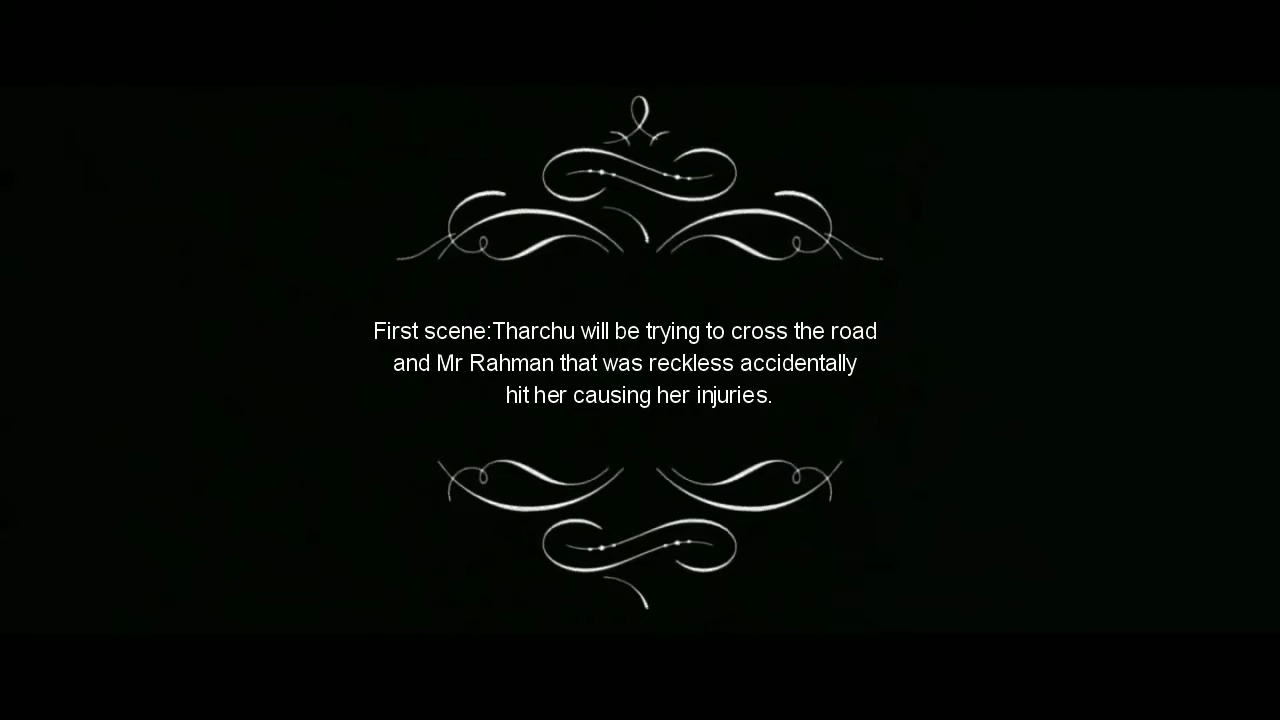 First scene:Tharchu will be trying to cross the road
and Mr Rahman that was reckless accidentally
hit her causing her injuries.